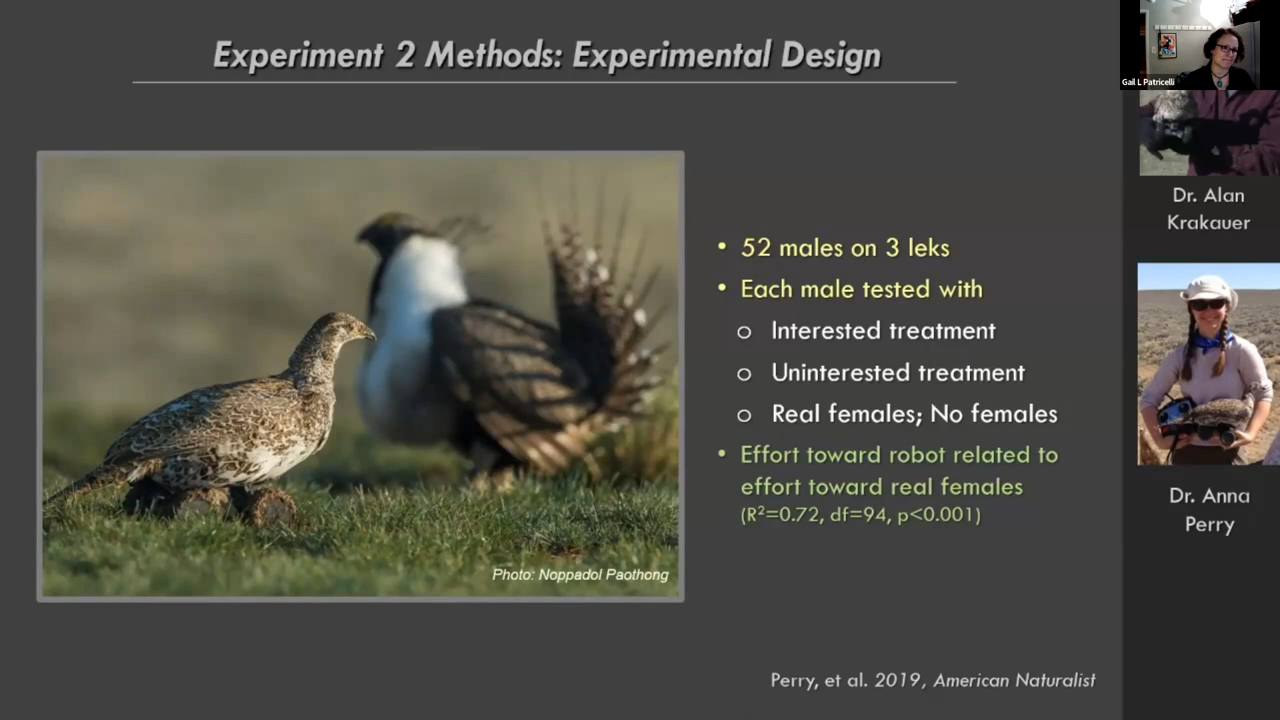 Experiment 2 Methods: Experimental Design
Gail L Patricelli
52 males on 3 leks
Each male tested with
Interested treatment
Uninterested treatment
Real females; No females
Effort toward robot related to
effort toward real females
(R²=0.72, df=94, p<0.001)
Photo: Noppadol Paothong
Perry, et al. 2019, American Naturalist
Dr. Alan
Krakauer
Dr. Anna
Perry